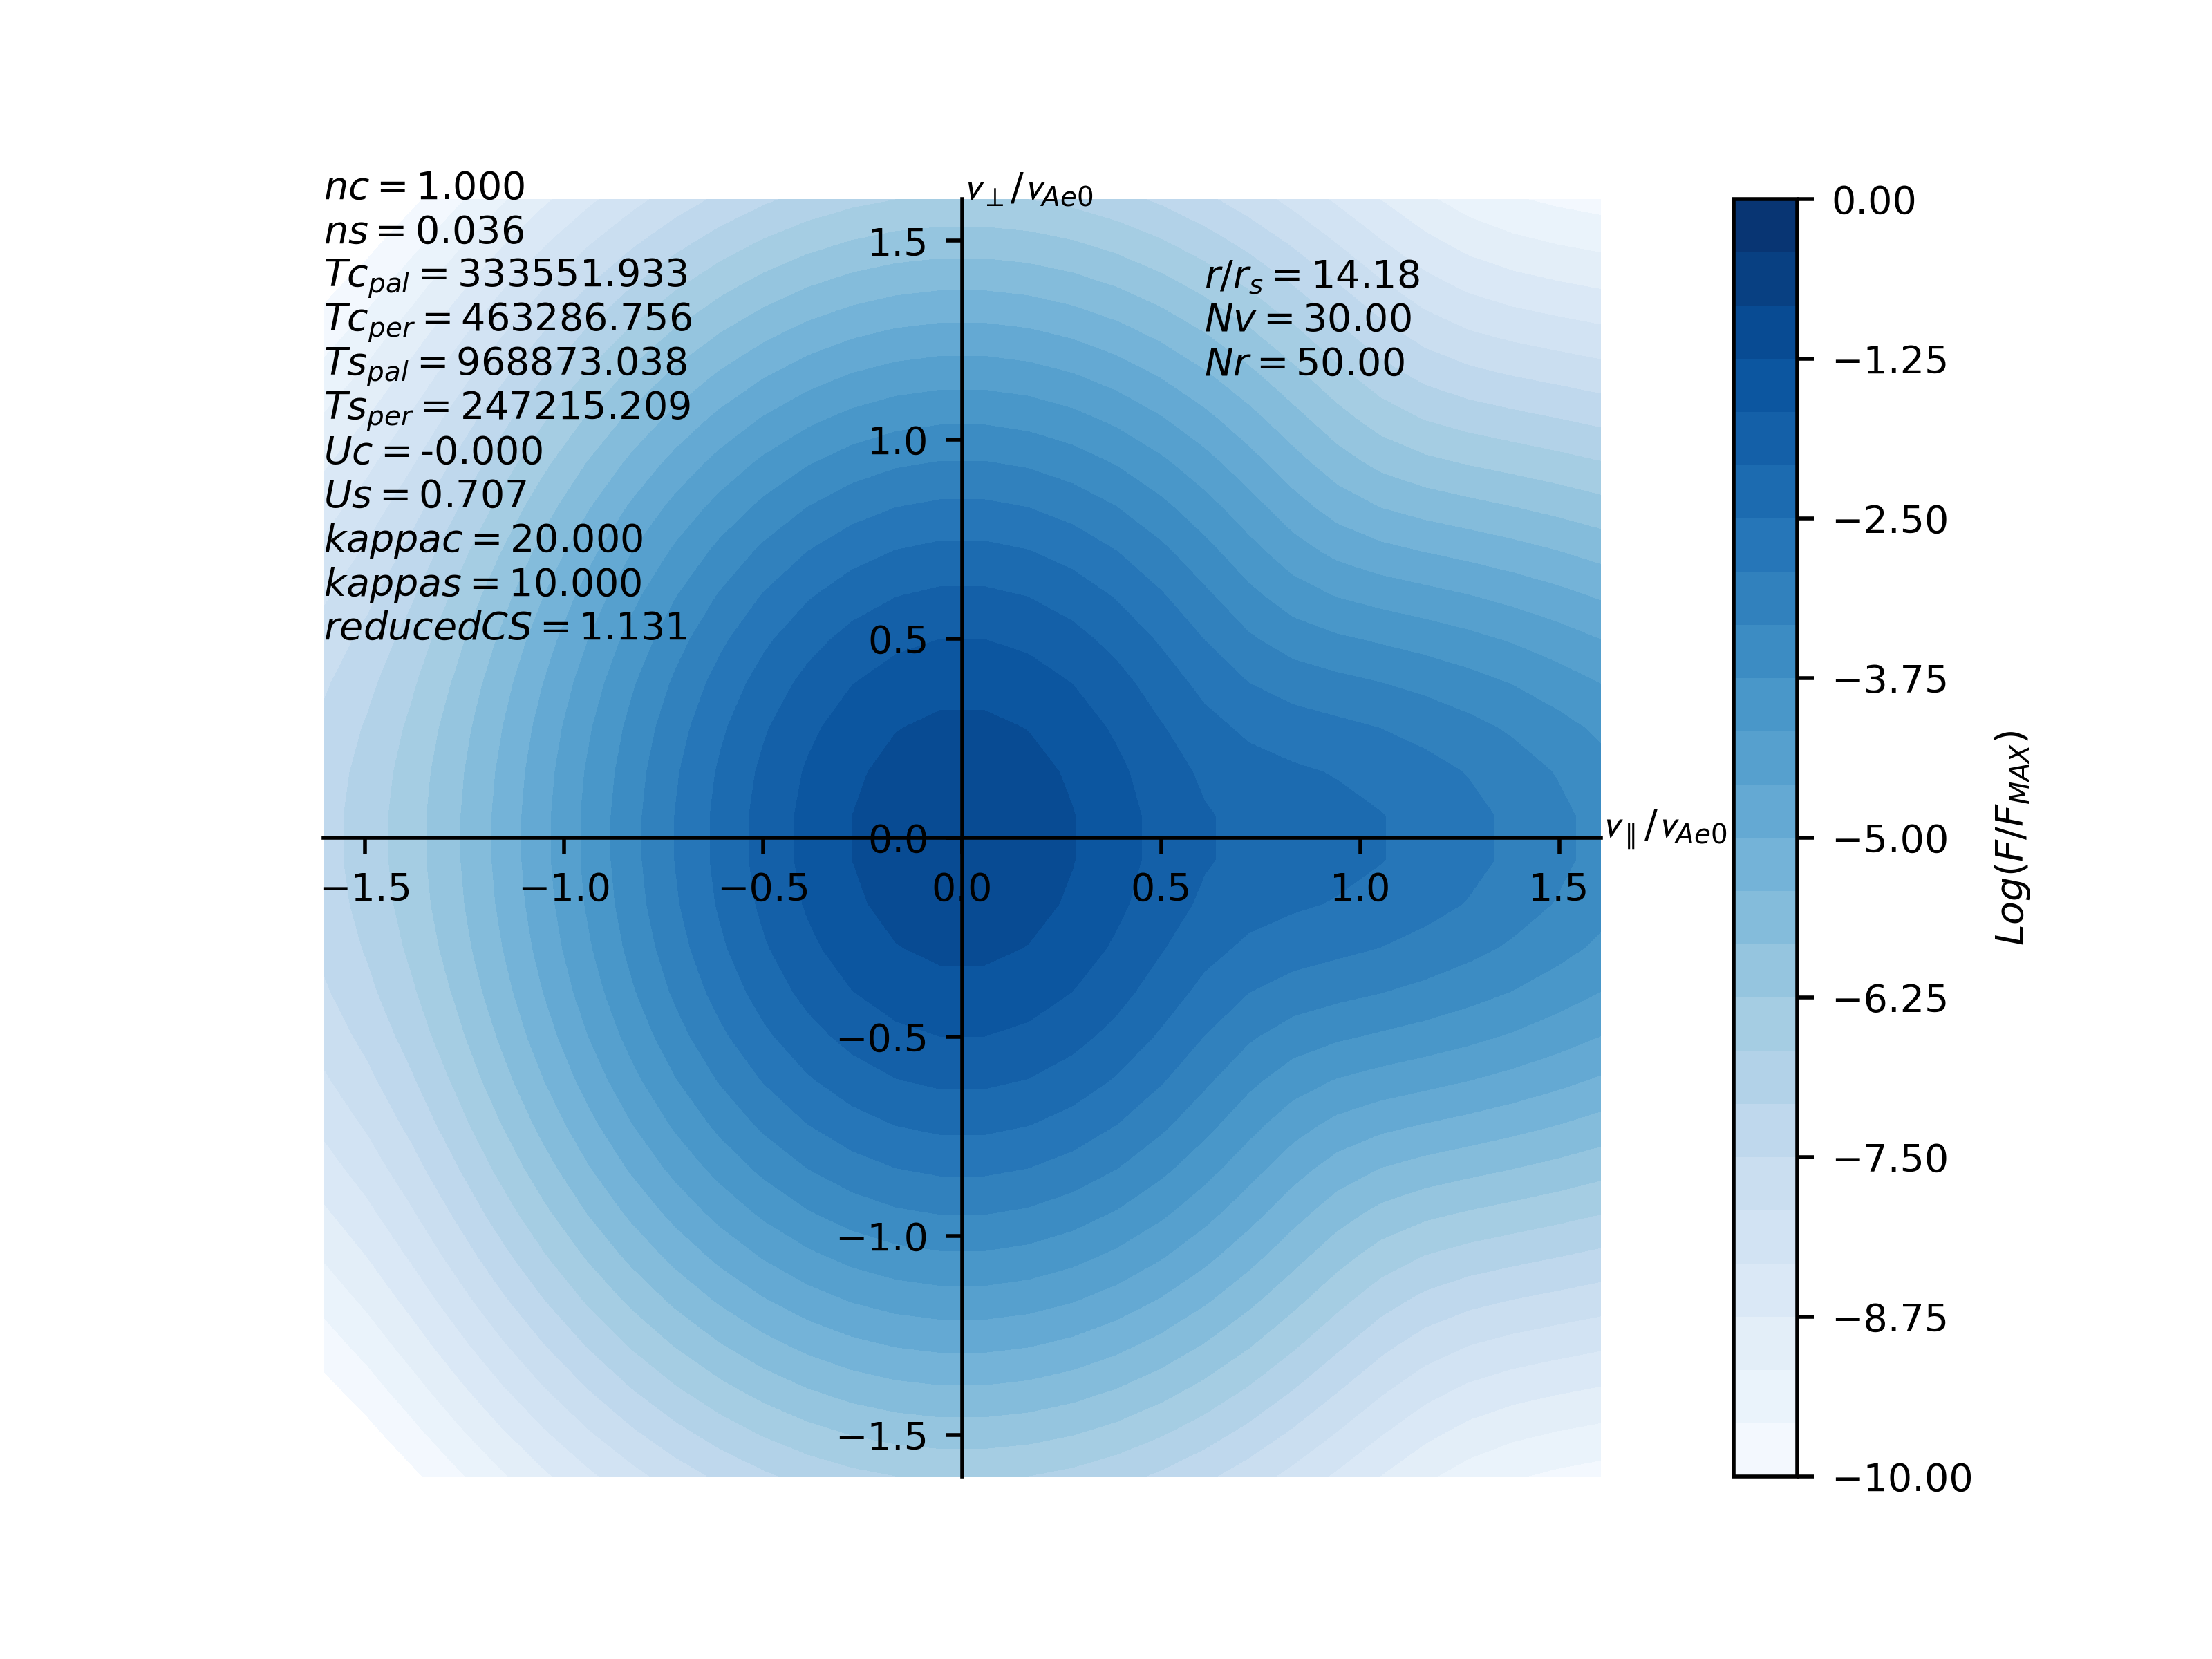 nc = 1.000
ns = 0.036
Tc_pal = 333551.933
Tc_per = 463286.756
Ts_pal = 968873.038
Ts_per = 247215.209
Uc = -0.000
Us = 0.707
kappac = 20.000
kappas = 10.000
reducedCS = 1.131
v⊥/v_Ae0
r/r_s = 14.18
Nv = 30.00
Nr = 50.00
1.5
1.0
0.5
0.0
−0.5
−1.0
−1.5
−1.5 −1.0 −0.5 0.0 0.5 1.0 1.5
v∥/v_Ae0
0.00
−1.25
−2.50
−3.75
−5.00
−6.25
−7.50
−8.75
−10.00
Log(F/F_MAX)